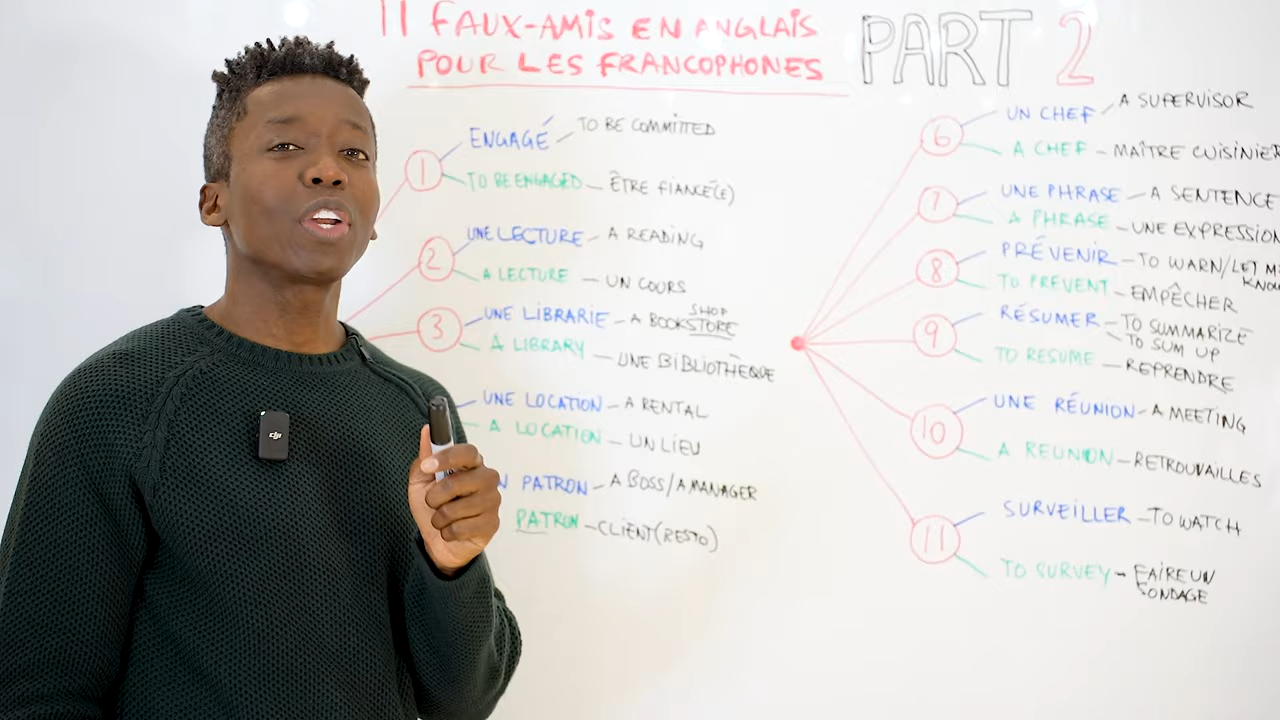 11 FAUX-AMIS EN ANGLAIS
POUR LES FRANCOPHONES
PART 2
1
ENGAGÉ TO BE COMMITTED
TO BE ENGAGED — ÊTRE FIANCÉ(E)
2
UNE LECTURE – A READING
A LECTURE — UN COURS
3
SHOP
UNE LIBRARIE – A BOOKSTORE
A LIBRARY — UNE BIBLIOTHÈQUE
UNE LOCATION – A RENTAL
A LOCATION – UN LIEU
N PATRON – A BOSS/A MANAGER
PATRON – CLIENT(RESTO)
6
UN CHEF – A SUPERVISOR
A CHEF – MAÎTRE CUISINIER
7
UNE PHRASE – A SENTENCE
A PHRASE – UNE EXPRESSION
8
PRÉVENIR – TO WARN/LET M
KNOW
TO PREVENT – EMPÊCHER
9
RÉSUMER – TO SUMMARIZE
– TO SUM UP
TO RESUME – REPRENDRE
10
UNE RÉUNION – A MEETING
A REUNION – RETROUVAILLES
11
SURVEILLER – TO WATCH
TO SURVEY – FAIRE UN
SONDAGE
dji